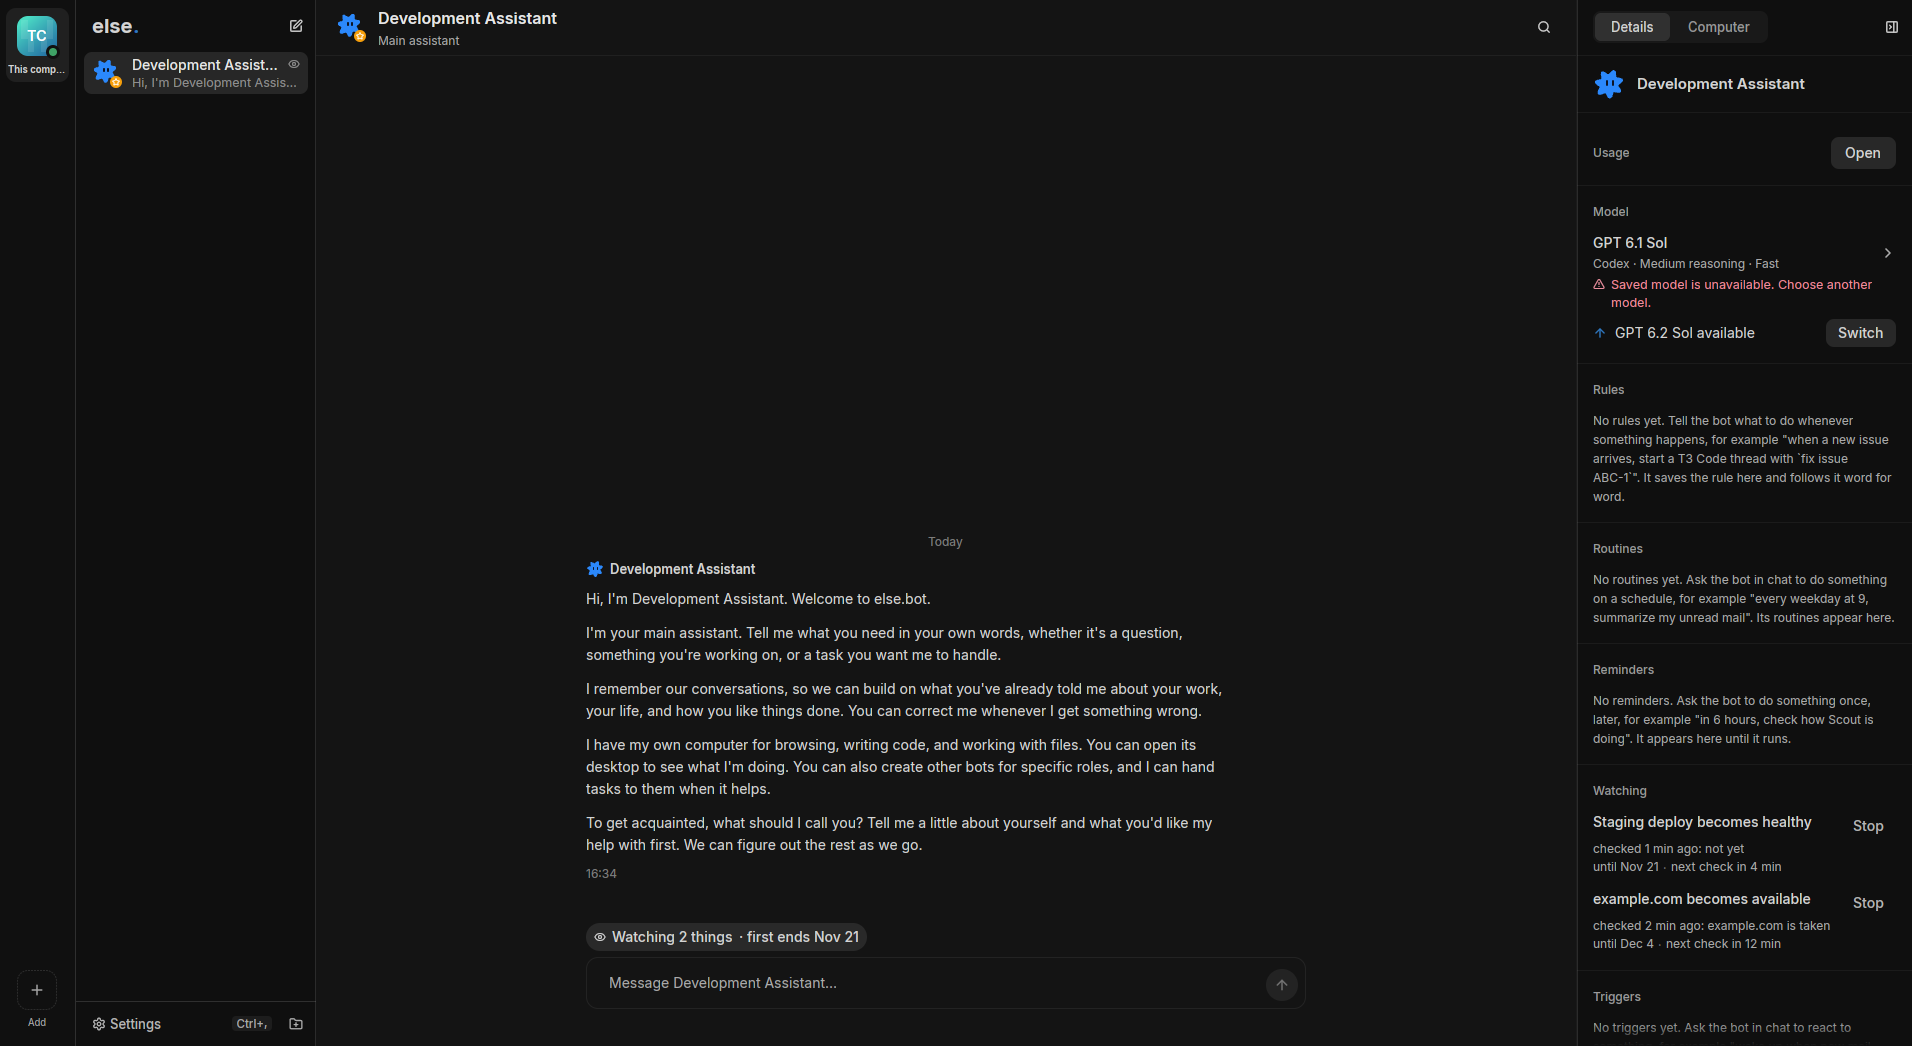 TC
This comp...
Add
else.
Development Assist...
Hi, I'm Development Assis...
Settings
Ctrl+,
Development Assistant
Main assistant
Today
Development Assistant
Hi, I'm Development Assistant. Welcome to else.bot.
I'm your main assistant. Tell me what you need in your own words, whether it's a question,
something you're working on, or a task you want me to handle.
I remember our conversations, so we can build on what you've already told me about your work,
your life, and how you like things done. You can correct me whenever I get something wrong.
I have my own computer for browsing, writing code, and working with files. You can open its
desktop to see what I'm doing. You can also create other bots for specific roles, and I can hand
tasks to them when it helps.
To get acquainted, what should I call you? Tell me a little about yourself and what you'd like my
help with first. We can figure out the rest as we go.
16:34
Watching 2 things · first ends Nov 21
Message Development Assistant...
Details
Computer
Development Assistant
Usage
Open
Model
GPT 6.1 Sol
Codex · Medium reasoning · Fast
Saved model is unavailable. Choose another
model.
GPT 6.2 Sol available
Switch
Rules
No rules yet. Tell the bot what to do whenever
something happens, for example "when a new issue
arrives, start a T3 Code thread with `fix issue
ABC-1`". It saves the rule here and follows it word for
word.
Routines
No routines yet. Ask the bot in chat to do something
on a schedule, for example "every weekday at 9,
summarize my unread mail". Its routines appear here.
Reminders
No reminders. Ask the bot to do something once,
later, for example "in 6 hours, check how Scout is
doing". It appears here until it runs.
Watching
Staging deploy becomes healthy
Stop
checked 1 min ago: not yet
until Nov 21 · next check in 4 min
example.com becomes available
Stop
checked 2 min ago: example.com is taken
until Dec 4 · next check in 12 min
Triggers
No triggers yet. Ask the bot in chat to react to